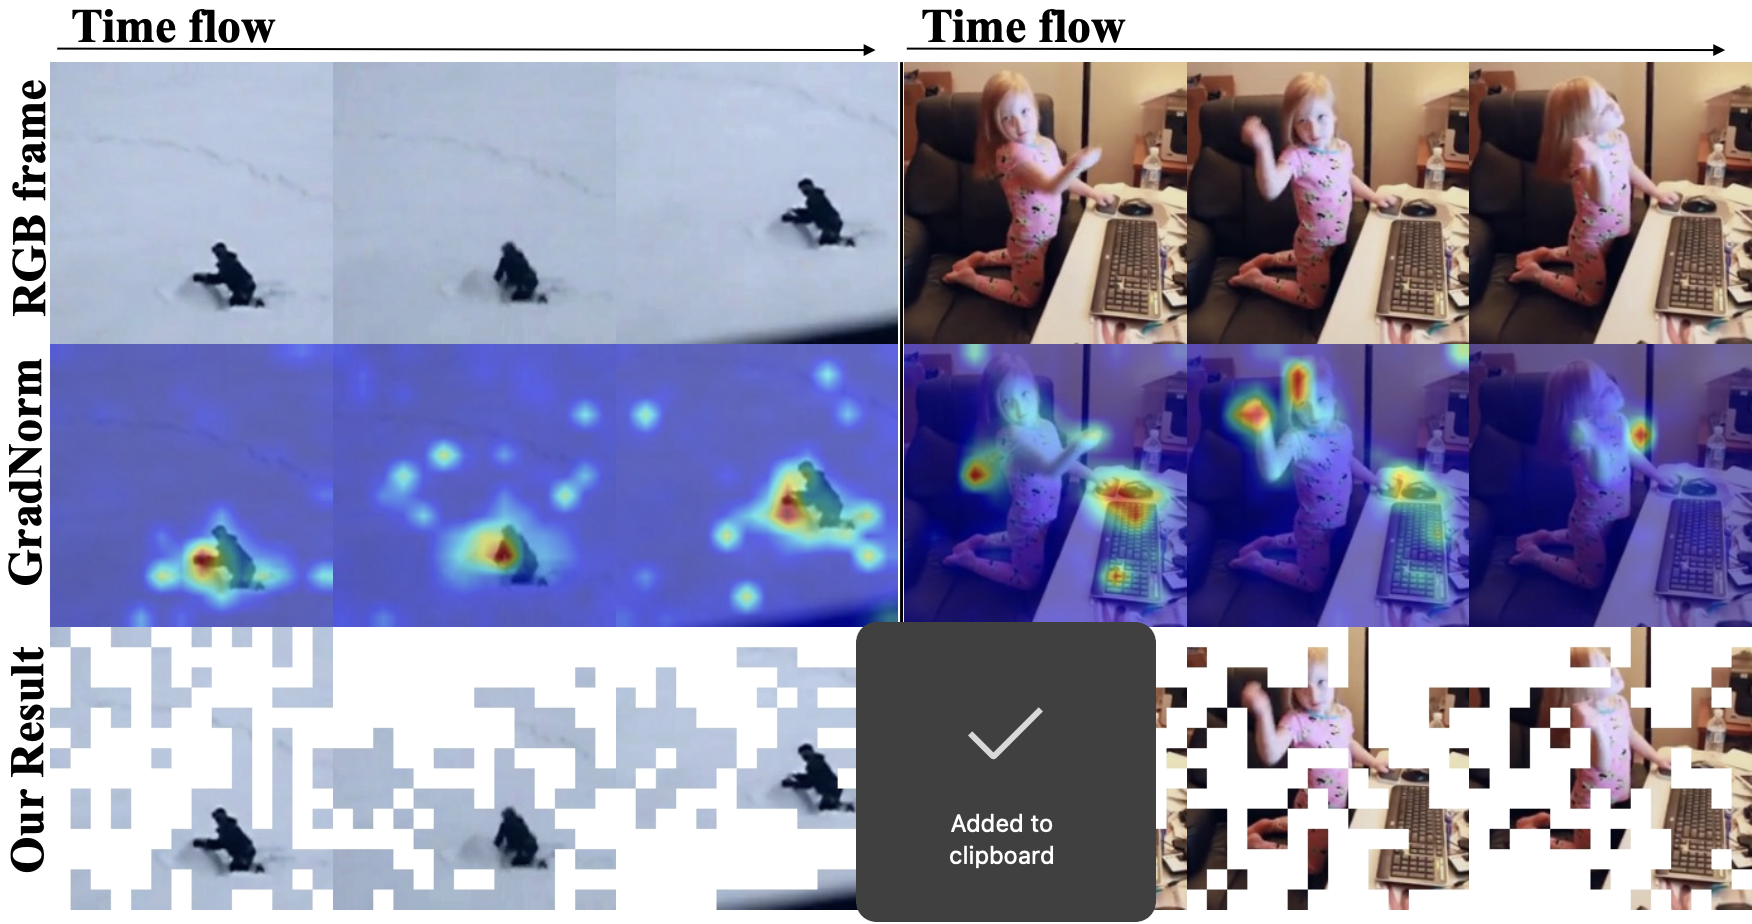 Time flow
Time flow
RGB frame
GradNorm
Our Result
Added to
clipboard